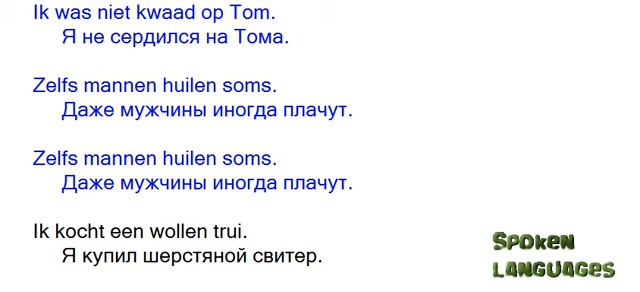 Ik was niet kwaad op Tom.
Я не сердился на Тома.
Zelfs mannen huilen soms.
Даже мужчины иногда плачут.
Zelfs mannen huilen soms.
Даже мужчины иногда плачут.
Ik kocht een wollen trui.
Я купил шерстяной свитер.
Spoken
Languages